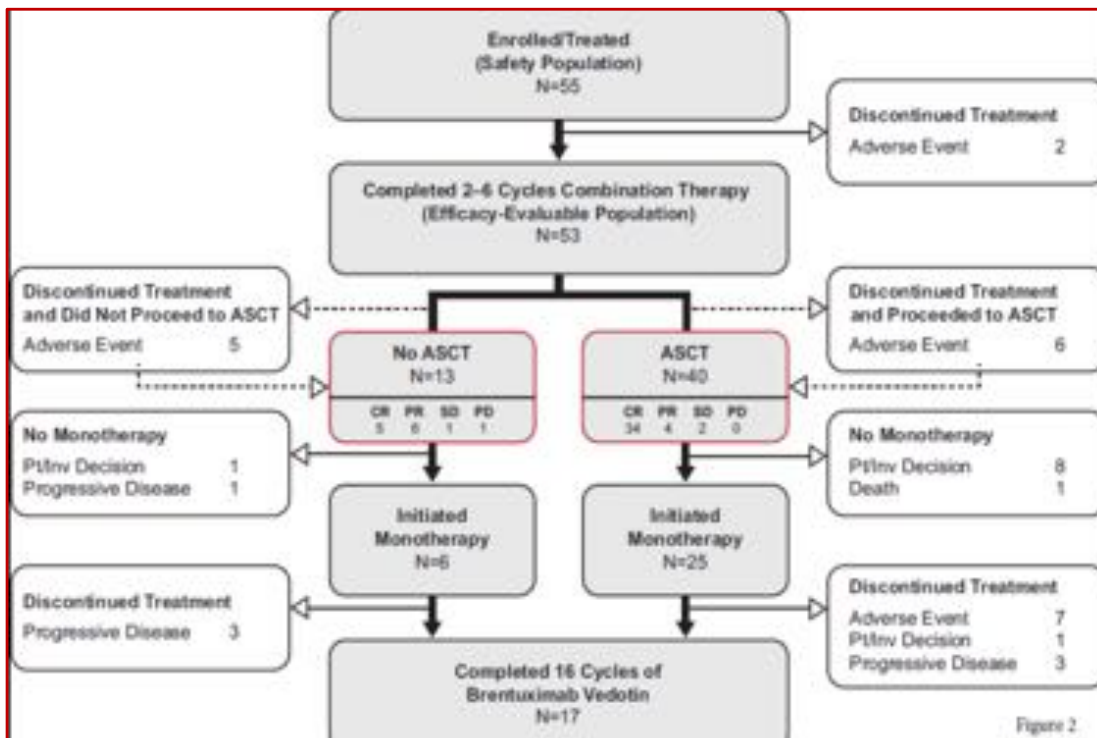 Enrolled/Treated
(Safety Population)
N=55
Discontinued Treatment
Adverse Event 2
Completed 2–6 Cycles Combination Therapy
(Efficacy-Evaluable Population)
N=53
Discontinued Treatment
and Did Not Proceed to ASCT
Adverse Event 5
Discontinued Treatment
and Proceeded to ASCT
Adverse Event 6
No ASCT
N=13
CR PR SD PD
5 6 1 1
ASCT
N=40
CR PR SD PD
34 4 2 0
No Monotherapy
Pt/Inv Decision 1
Progressive Disease 1
No Monotherapy
Pt/Inv Decision 8
Death 1
Initiated
Monotherapy
N=6
Initiated
Monotherapy
N=25
Discontinued Treatment
Progressive Disease 3
Discontinued Treatment
Adverse Event 7
Pt/Inv Decision 1
Progressive Disease 3
Completed 16 Cycles of
Brentuximab Vedotin
N=17
Figure 2